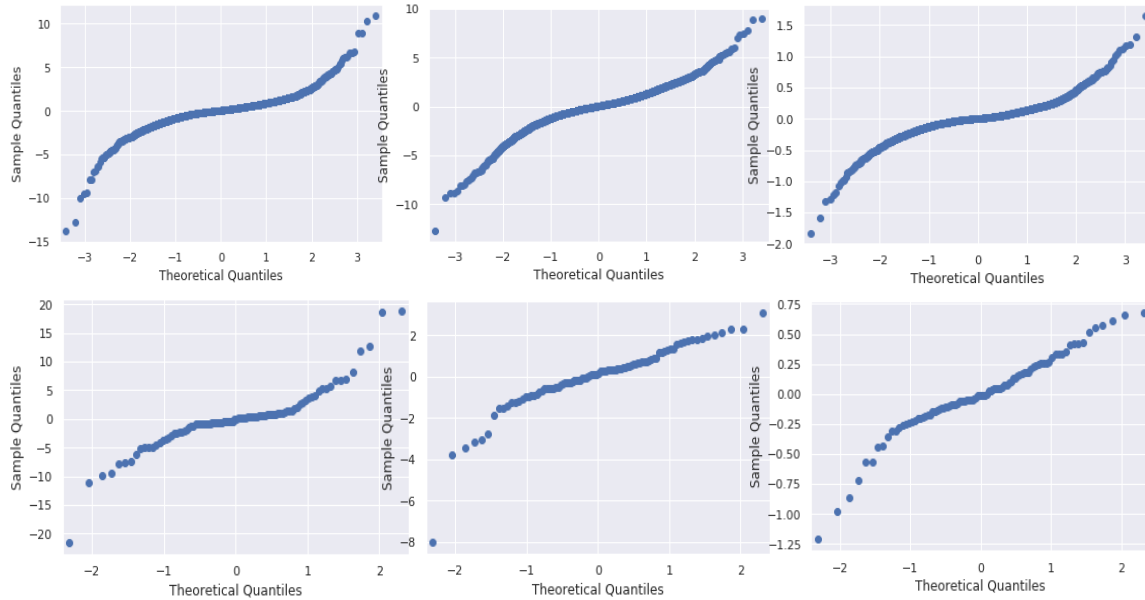 10
5
0
−5
−10
−15
Sample Quantiles
−3 −2 −1 0 1 2 3
Theoretical Quantiles
10
5
0
−5
−10
Sample Quantiles
−3 −2 −1 0 1 2 3
Theoretical Quantiles
1.5
1.0
0.5
0.0
−0.5
−1.0
−1.5
−2.0
Sample Quantiles
−3 −2 −1 0 1 2 3
Theoretical Quantiles
20
15
10
5
0
−5
−10
−15
−20
Sample Quantiles
−2 −1 0 1 2
Theoretical Quantiles
2
0
−2
−4
−6
−8
Sample Quantiles
−2 −1 0 1 2
Theoretical Quantiles
0.75
0.50
0.25
0.00
−0.25
−0.50
−0.75
−1.00
−1.25
Sample Quantiles
−2 −1 0 1 2
Theoretical Quantiles